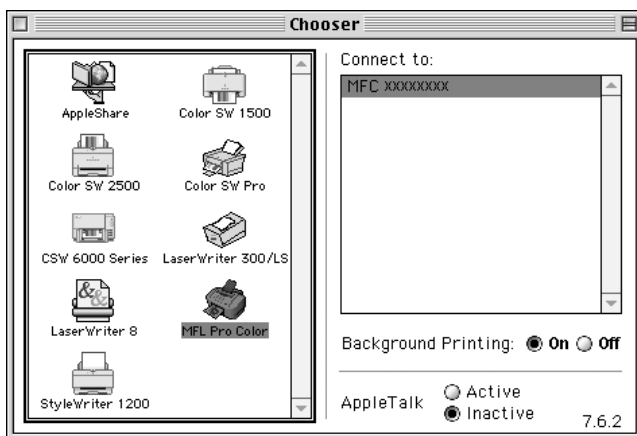 Chooser
AppleShare
Color SW 1500
Color SW 2500
Color SW Pro
CSW 6000 Series
LaserWriter 300/LS
LaserWriter 8
MFL Pro Color
StyleWriter 1200
Connect to:
MFC xxxxxxxx
Background Printing: On Off
AppleTalk
Active
Inactive
7.6.2